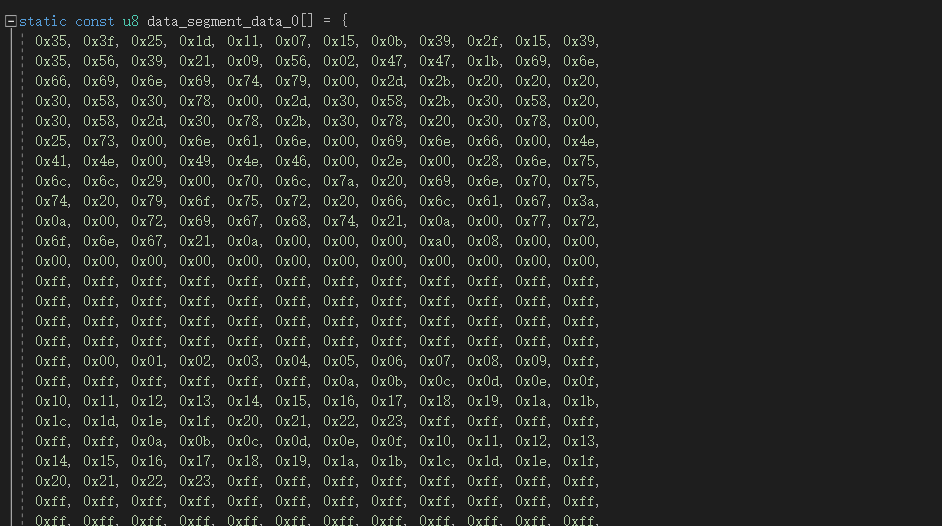 static const u8 data_segment_data_0[] = {
0x35, 0x3f, 0x25, 0x1d, 0x11, 0x07, 0x15, 0x0b, 0x39, 0x2f, 0x15, 0x39,
0x35, 0x56, 0x39, 0x21, 0x09, 0x56, 0x02, 0x47, 0x47, 0x1b, 0x69, 0x6e,
0x66, 0x69, 0x6e, 0x69, 0x74, 0x79, 0x00, 0x2d, 0x2b, 0x20, 0x20, 0x20,
0x30, 0x58, 0x30, 0x78, 0x00, 0x2d, 0x30, 0x58, 0x2b, 0x30, 0x58, 0x20,
0x30, 0x58, 0x2d, 0x30, 0x78, 0x2b, 0x30, 0x78, 0x20, 0x30, 0x78, 0x00,
0x25, 0x73, 0x00, 0x6e, 0x61, 0x6e, 0x00, 0x69, 0x6e, 0x66, 0x00, 0x4e,
0x41, 0x4e, 0x00, 0x49, 0x4e, 0x46, 0x00, 0x2e, 0x00, 0x28, 0x6e, 0x75,
0x6c, 0x6c, 0x29, 0x00, 0x70, 0x6c, 0x7a, 0x20, 0x69, 0x6e, 0x70, 0x75,
0x74, 0x20, 0x79, 0x6f, 0x75, 0x72, 0x20, 0x66, 0x6c, 0x61, 0x67, 0x3a,
0x0a, 0x00, 0x72, 0x69, 0x67, 0x68, 0x74, 0x21, 0x0a, 0x00, 0x77, 0x72,
0x6f, 0x6e, 0x67, 0x21, 0x0a, 0x00, 0x00, 0x00, 0xa0, 0x08, 0x00, 0x00,
0x00, 0x00, 0x00, 0x00, 0x00, 0x00, 0x00, 0x00, 0x00, 0x00, 0x00, 0x00,
0xff, 0xff, 0xff, 0xff, 0xff, 0xff, 0xff, 0xff, 0xff, 0xff, 0xff, 0xff,
0xff, 0xff, 0xff, 0xff, 0xff, 0xff, 0xff, 0xff, 0xff, 0xff, 0xff, 0xff,
0xff, 0xff, 0xff, 0xff, 0xff, 0xff, 0xff, 0xff, 0xff, 0xff, 0xff, 0xff,
0xff, 0xff, 0xff, 0xff, 0xff, 0xff, 0xff, 0xff, 0xff, 0xff, 0xff, 0xff,
0xff, 0x00, 0x01, 0x02, 0x03, 0x04, 0x05, 0x06, 0x07, 0x08, 0x09, 0xff,
0xff, 0xff, 0xff, 0xff, 0xff, 0xff, 0x0a, 0x0b, 0x0c, 0x0d, 0x0e, 0x0f,
0x10, 0x11, 0x12, 0x13, 0x14, 0x15, 0x16, 0x17, 0x18, 0x19, 0x1a, 0x1b,
0x1c, 0x1d, 0x1e, 0x1f, 0x20, 0x21, 0x22, 0x23, 0xff, 0xff, 0xff, 0xff,
0xff, 0xff, 0x0a, 0x0b, 0x0c, 0x0d, 0x0e, 0x0f, 0x10, 0x11, 0x12, 0x13,
0x14, 0x15, 0x16, 0x17, 0x18, 0x19, 0x1a, 0x1b, 0x1c, 0x1d, 0x1e, 0x1f,
0x20, 0x21, 0x22, 0x23, 0xff, 0xff, 0xff, 0xff, 0xff, 0xff, 0xff, 0xff,
0xff, 0xff, 0xff, 0xff, 0xff, 0xff, 0xff, 0xff, 0xff, 0xff, 0xff, 0xff,
0xff, 0xff, 0xff, 0xff, 0xff, 0xff, 0xff, 0xff, 0xff, 0xff, 0xff, 0xff,